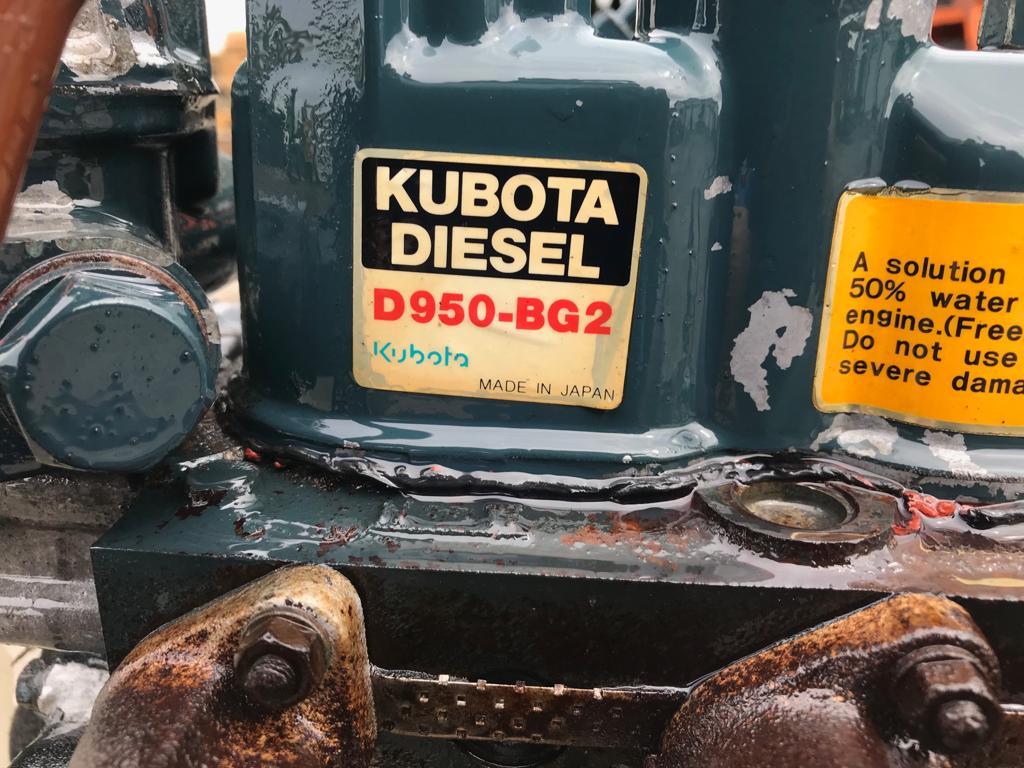 KUBOTA
DIESEL
D950-BG2
Kubota
MADE IN JAPAN
A solution
50% water
engine.(Free
Do not use
severe dama